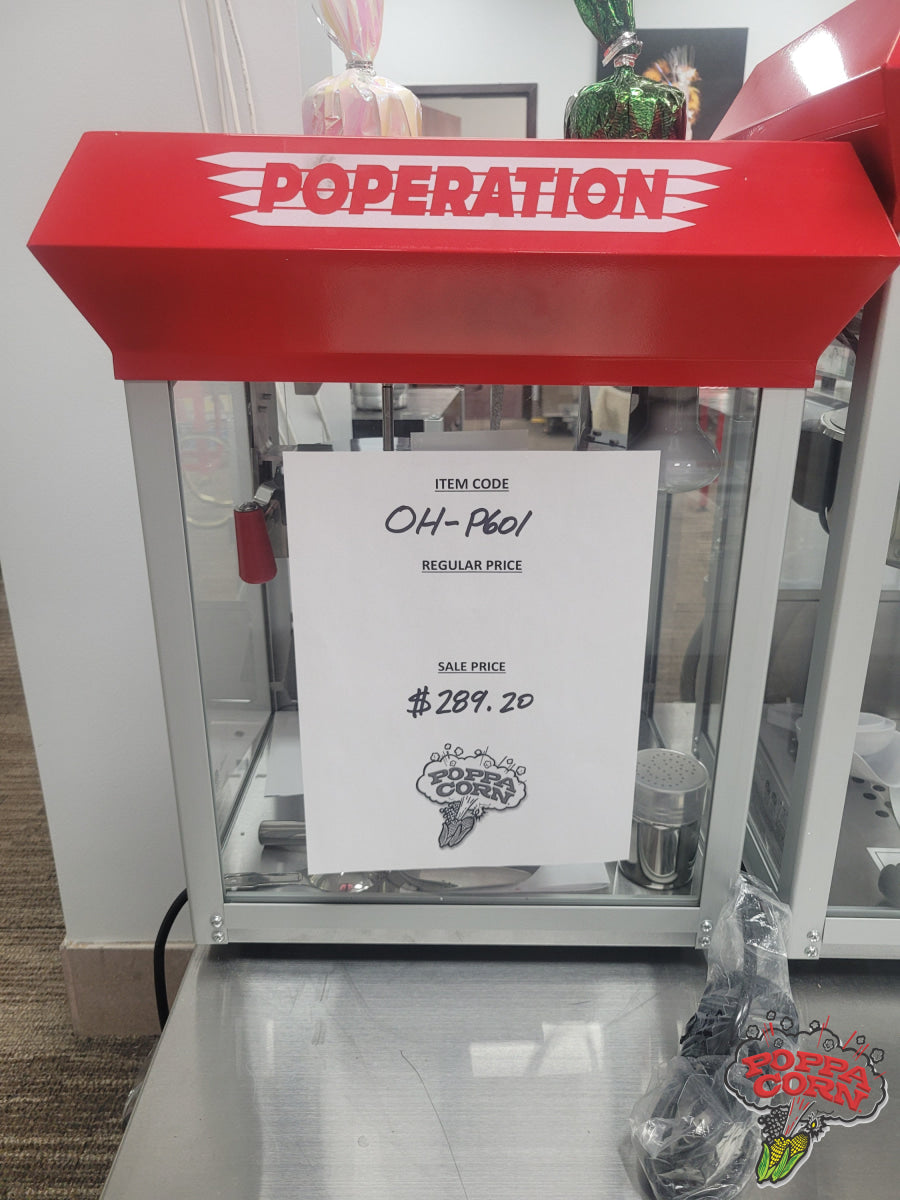 POPERATION
ITEM CODE
OH-P601
REGULAR PRICE
SALE PRICE
$289.20
POPPA
CORN
POPPA
CORN